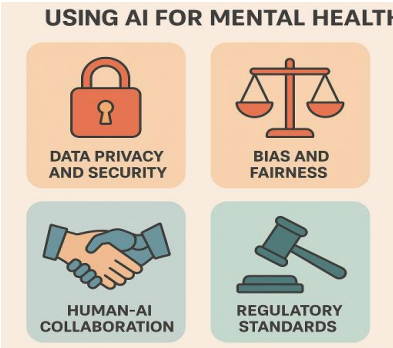 USING AI FOR MENTAL HEALTH
DATA PRIVACY
AND SECURITY
BIAS AND
FAIRNESS
HUMAN-AI
COLLABORATION
REGULATORY
STANDARDS